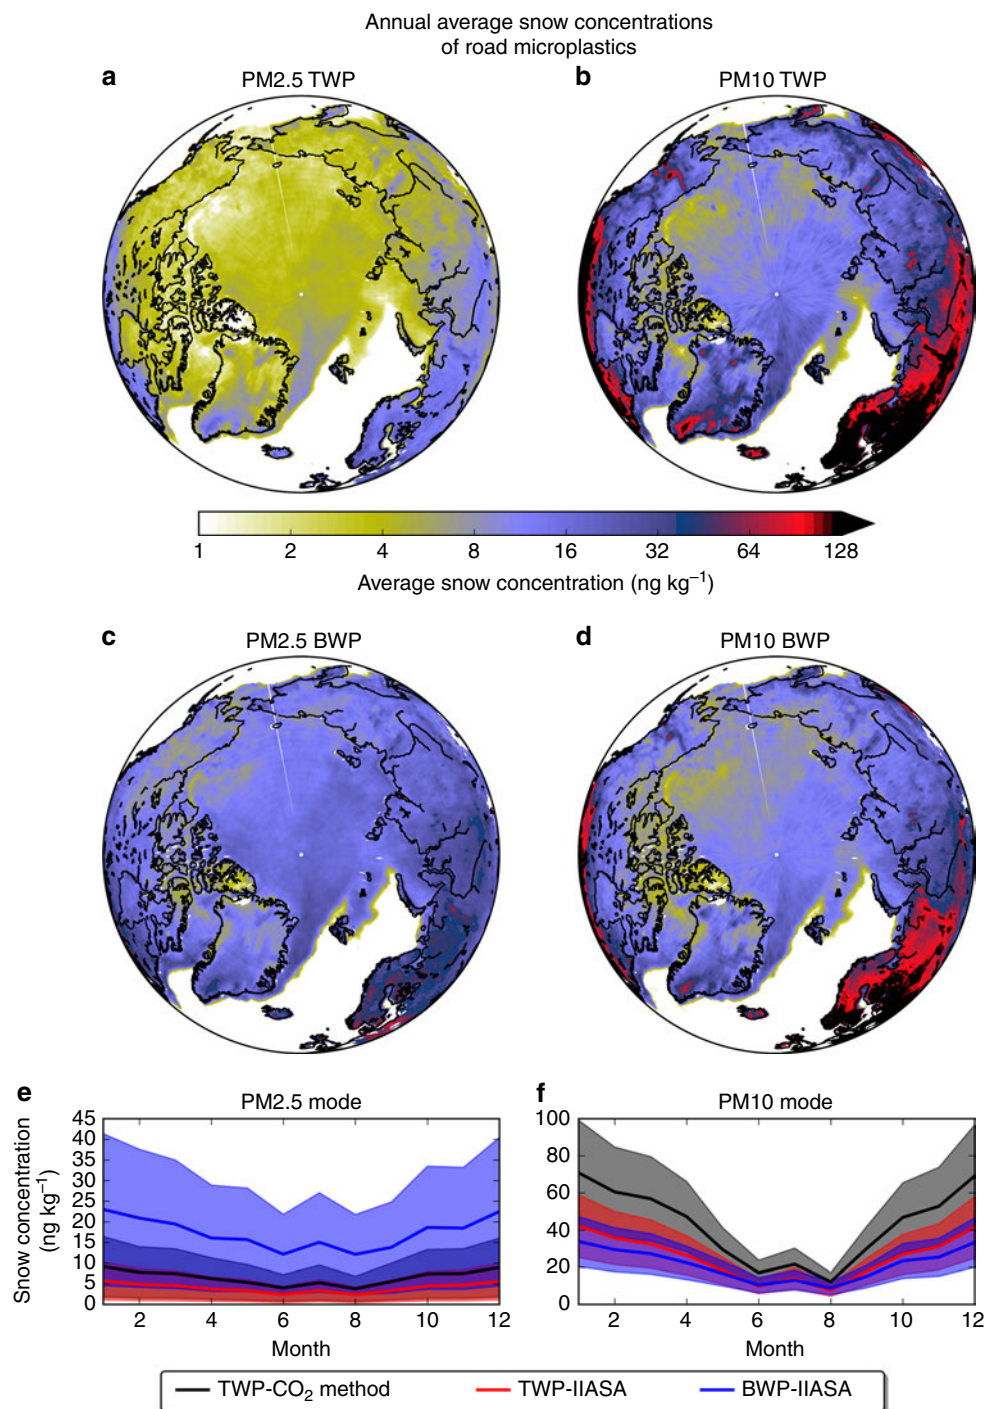 Annual average snow concentrations
of road microplastics
a
PM2.5 TWP
b
PM10 TWP
1 2 4 8 16 32 64 128
Average snow concentration (ng kg⁻¹)
c
PM2.5 BWP
d
PM10 BWP
e
PM2.5 mode
Snow concentration
(ng kg⁻¹)
45
40
35
30
25
20
15
10
5
0
2 4 6 8 10 12
Month
f
PM10 mode
100
80
60
40
20
0
2 4 6 8 10 12
Month
TWP-CO₂ method
TWP-IIASA
BWP-IIASA